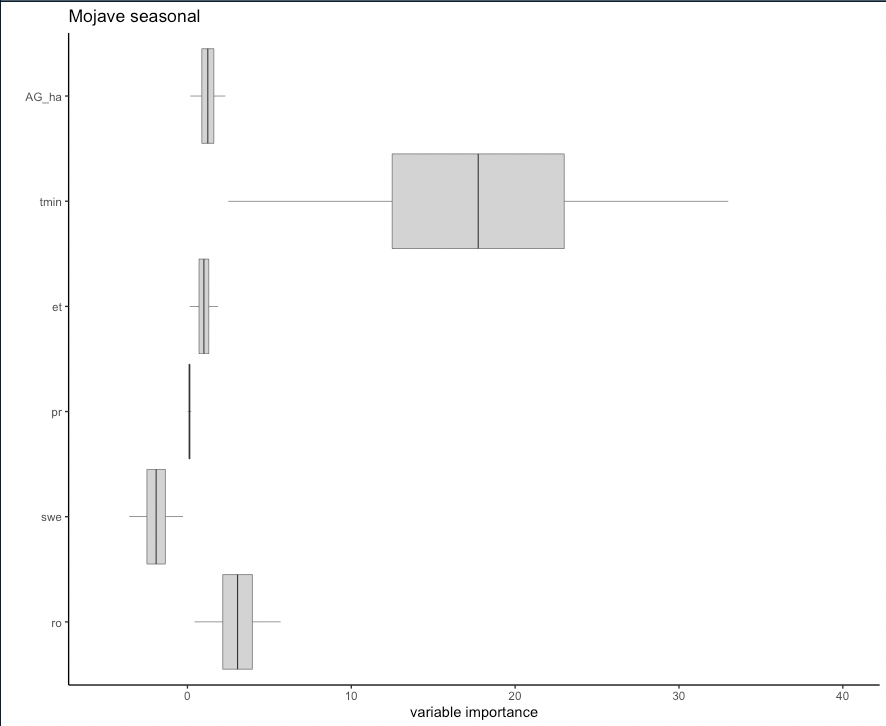 Mojave seasonal
AG_ha
tmin
et
pr
swe
ro
0 10 20 30 40
variable importance